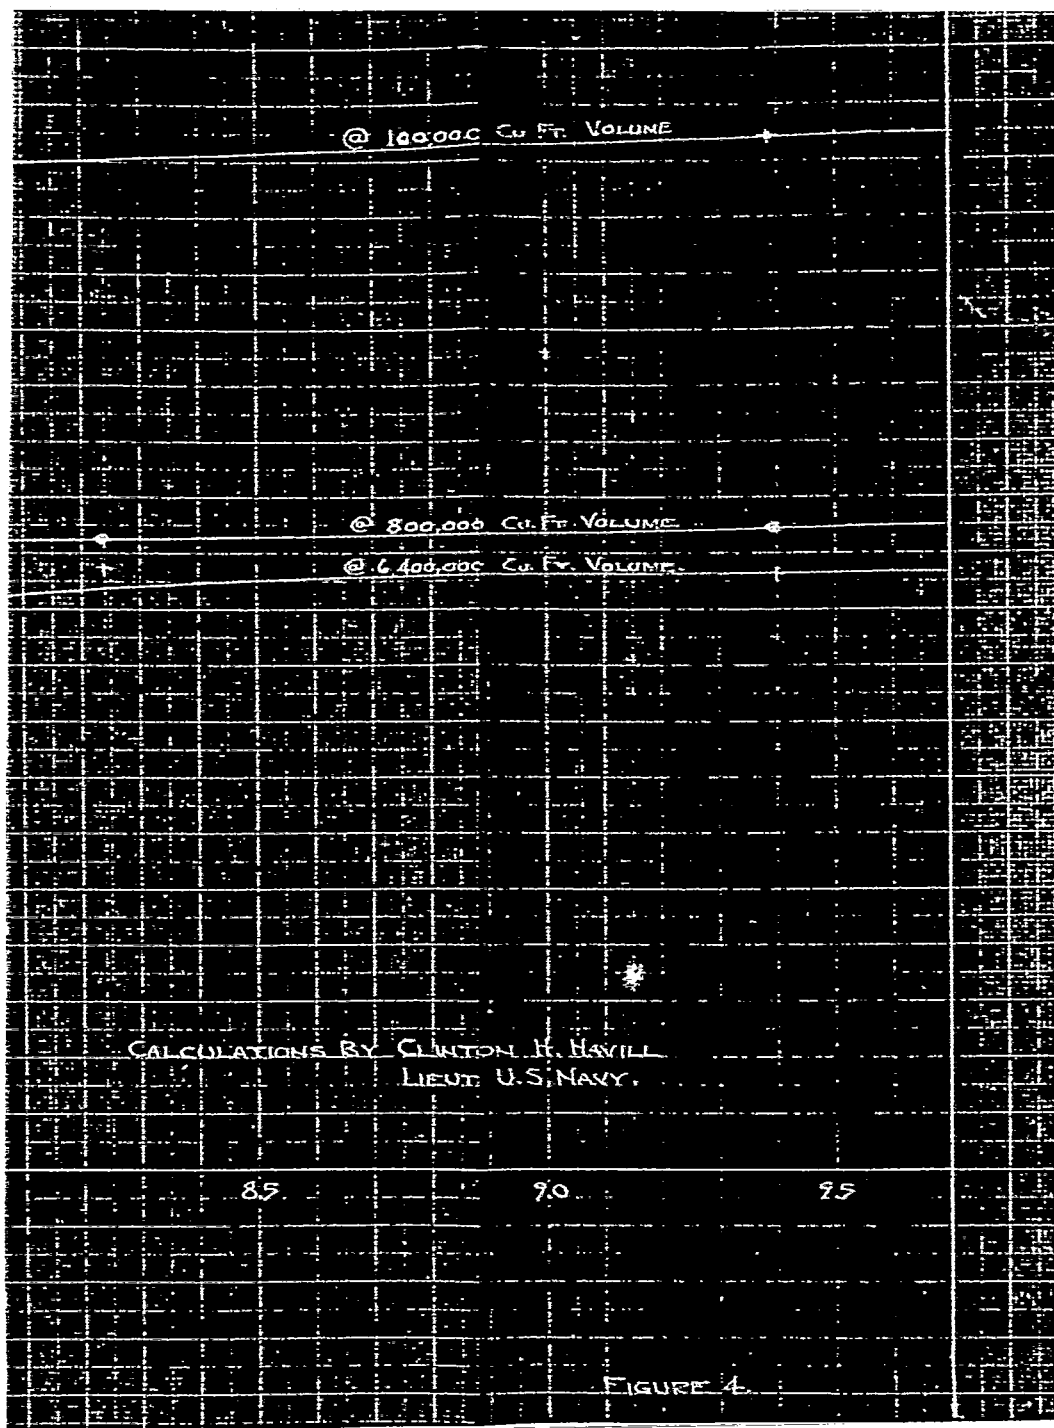 @ 100,000 Cu Ft. Volume
@ 800,000 Cu. Ft. Volume
@ 6,400,000 Cu. Ft. Volume.
CALCULATIONS BY CLINTON H. HAVILL
LIEUT. U.S. NAVY.
8.5 9.0 9.5
FIGURE 4